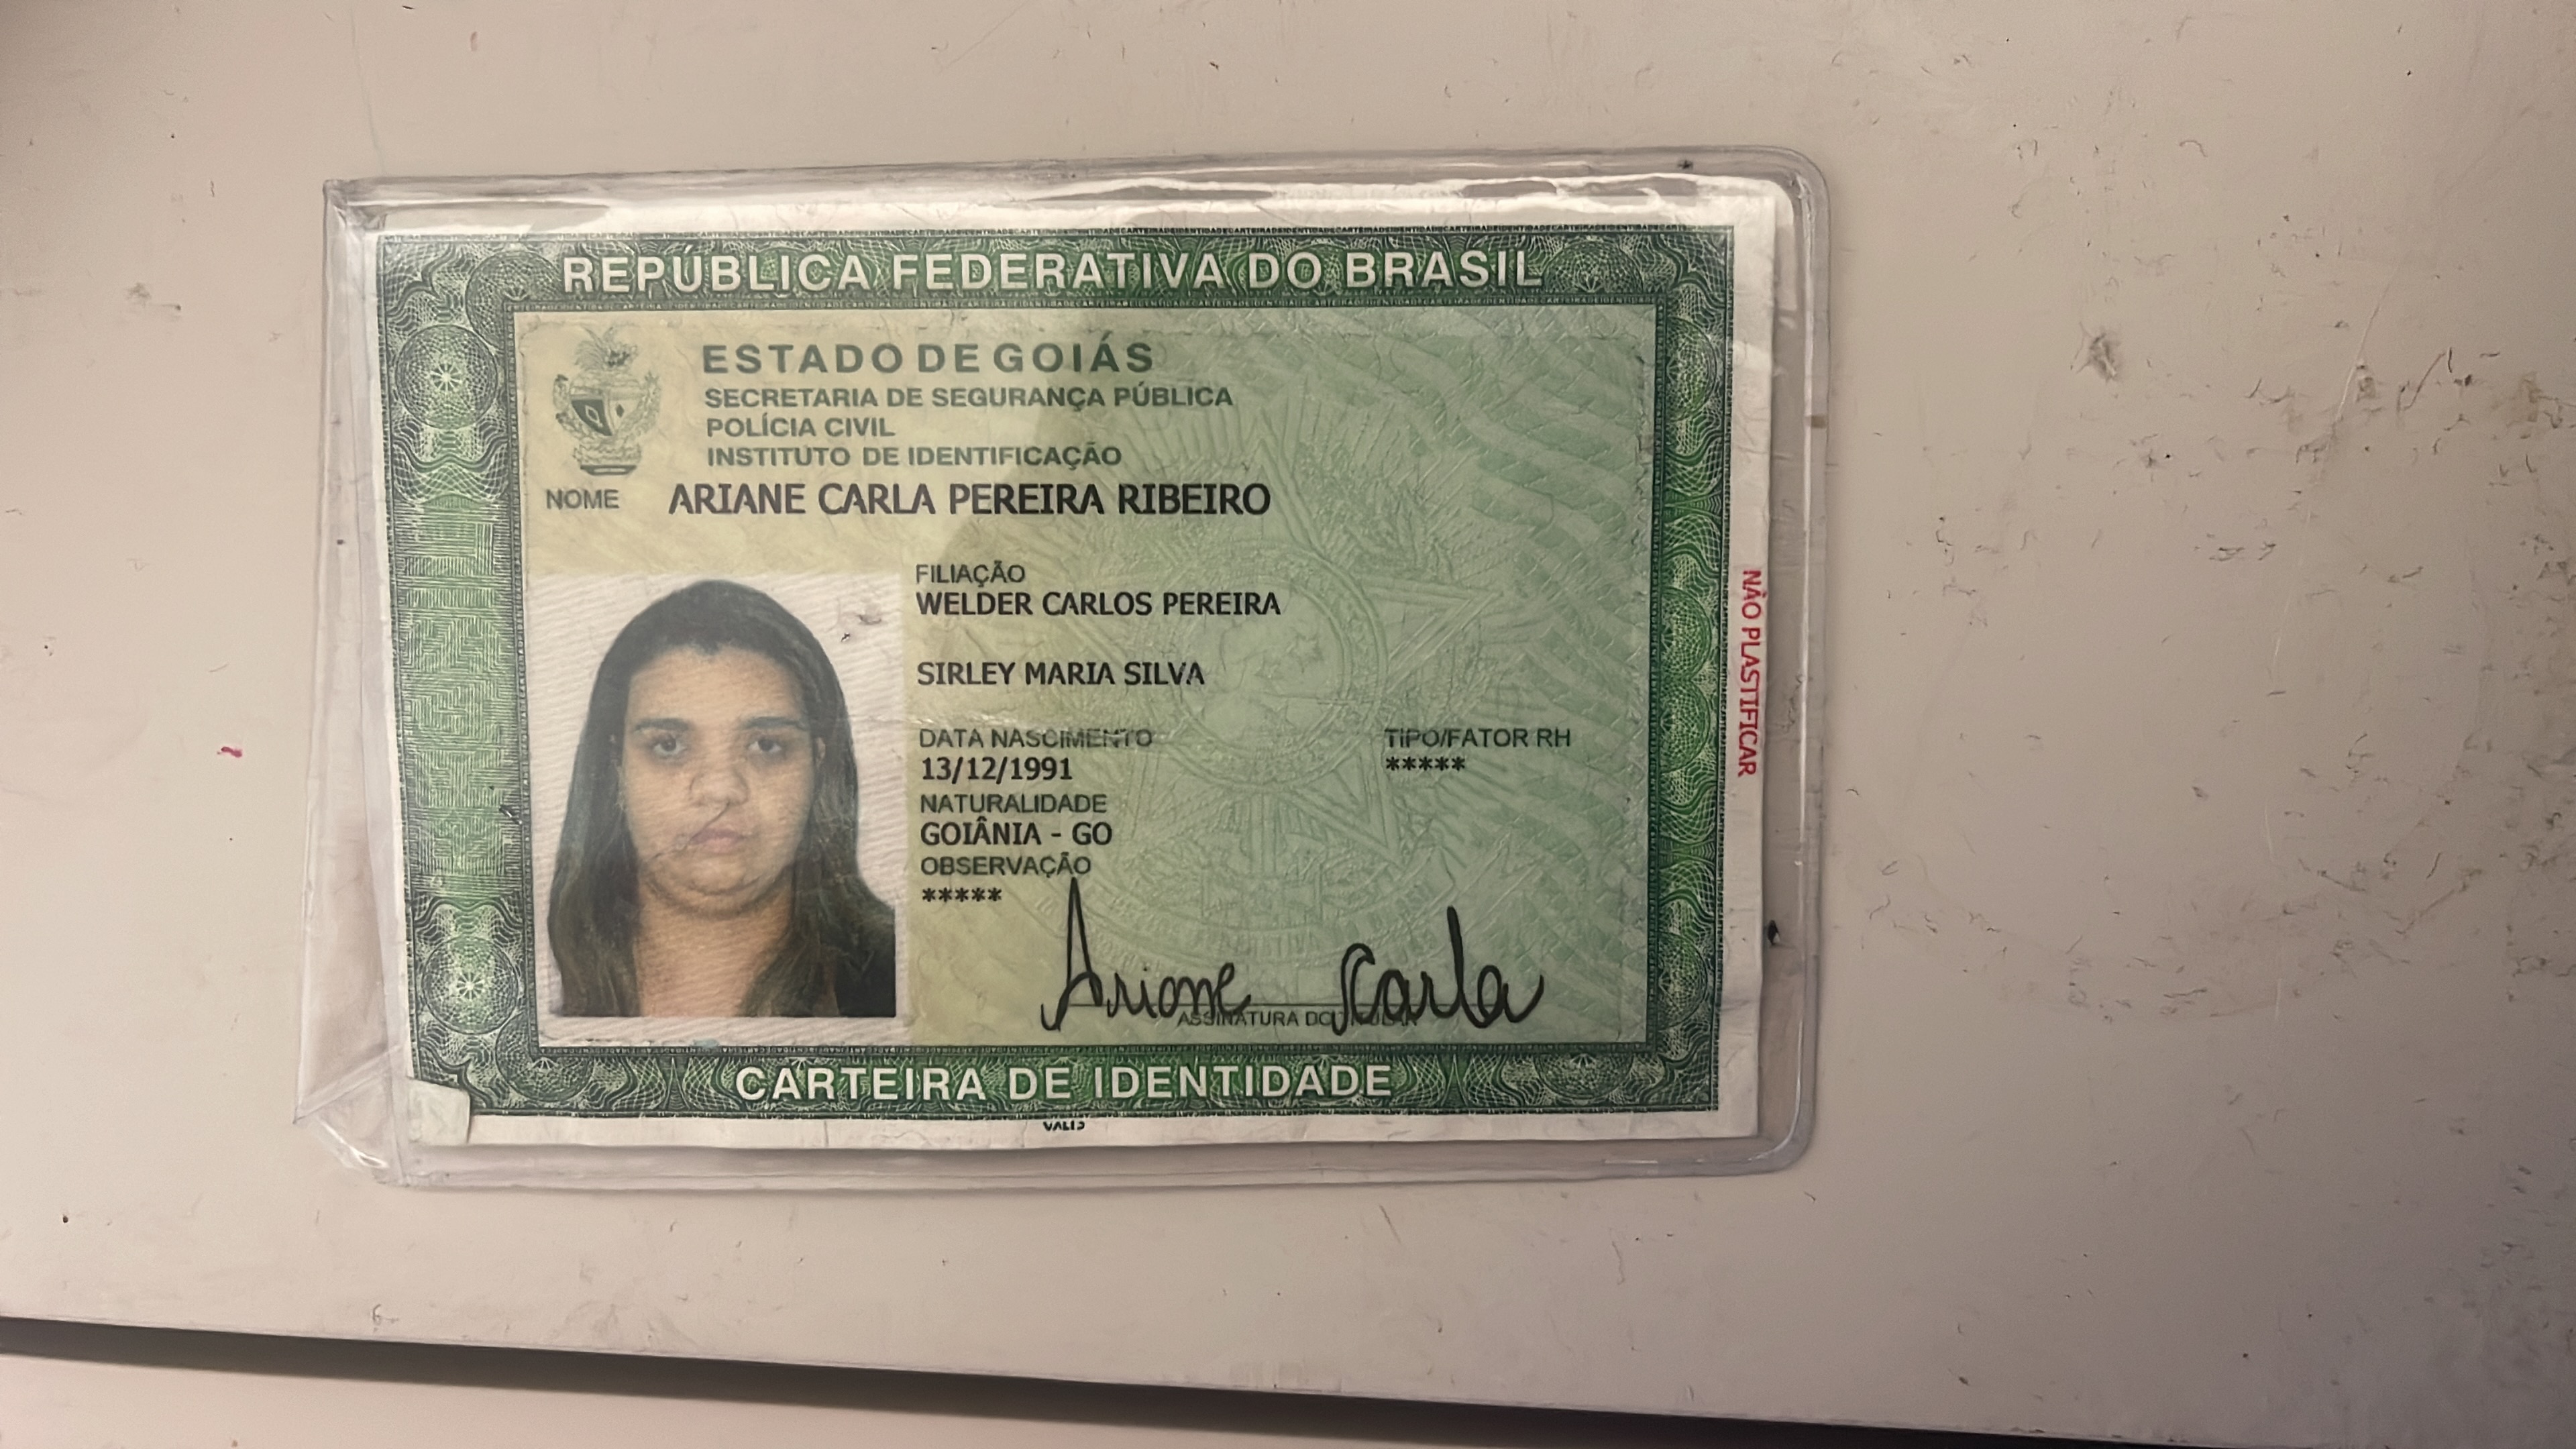 REPÚBLICA FEDERATIVA DO BRASIL
ESTADO DE GOIÁS
SECRETARIA DE SEGURANÇA PÚBLICA
POLÍCIA CIVIL
INSTITUTO DE IDENTIFICAÇÃO
NOME ARIANE CARLA PEREIRA RIBEIRO
FILIAÇÃO
WELDER CARLOS PEREIRA
SIRLEY MARIA SILVA
DATA NASCIMENTO TIPO/FATOR RH
13/12/1991 *****
NATURALIDADE
GOIÂNIA - GO
OBSERVAÇÃO
*****
Ariane Carla
ASSINATURA DO
CARTEIRA DE IDENTIDADE
NÃO PLASTIFICAR